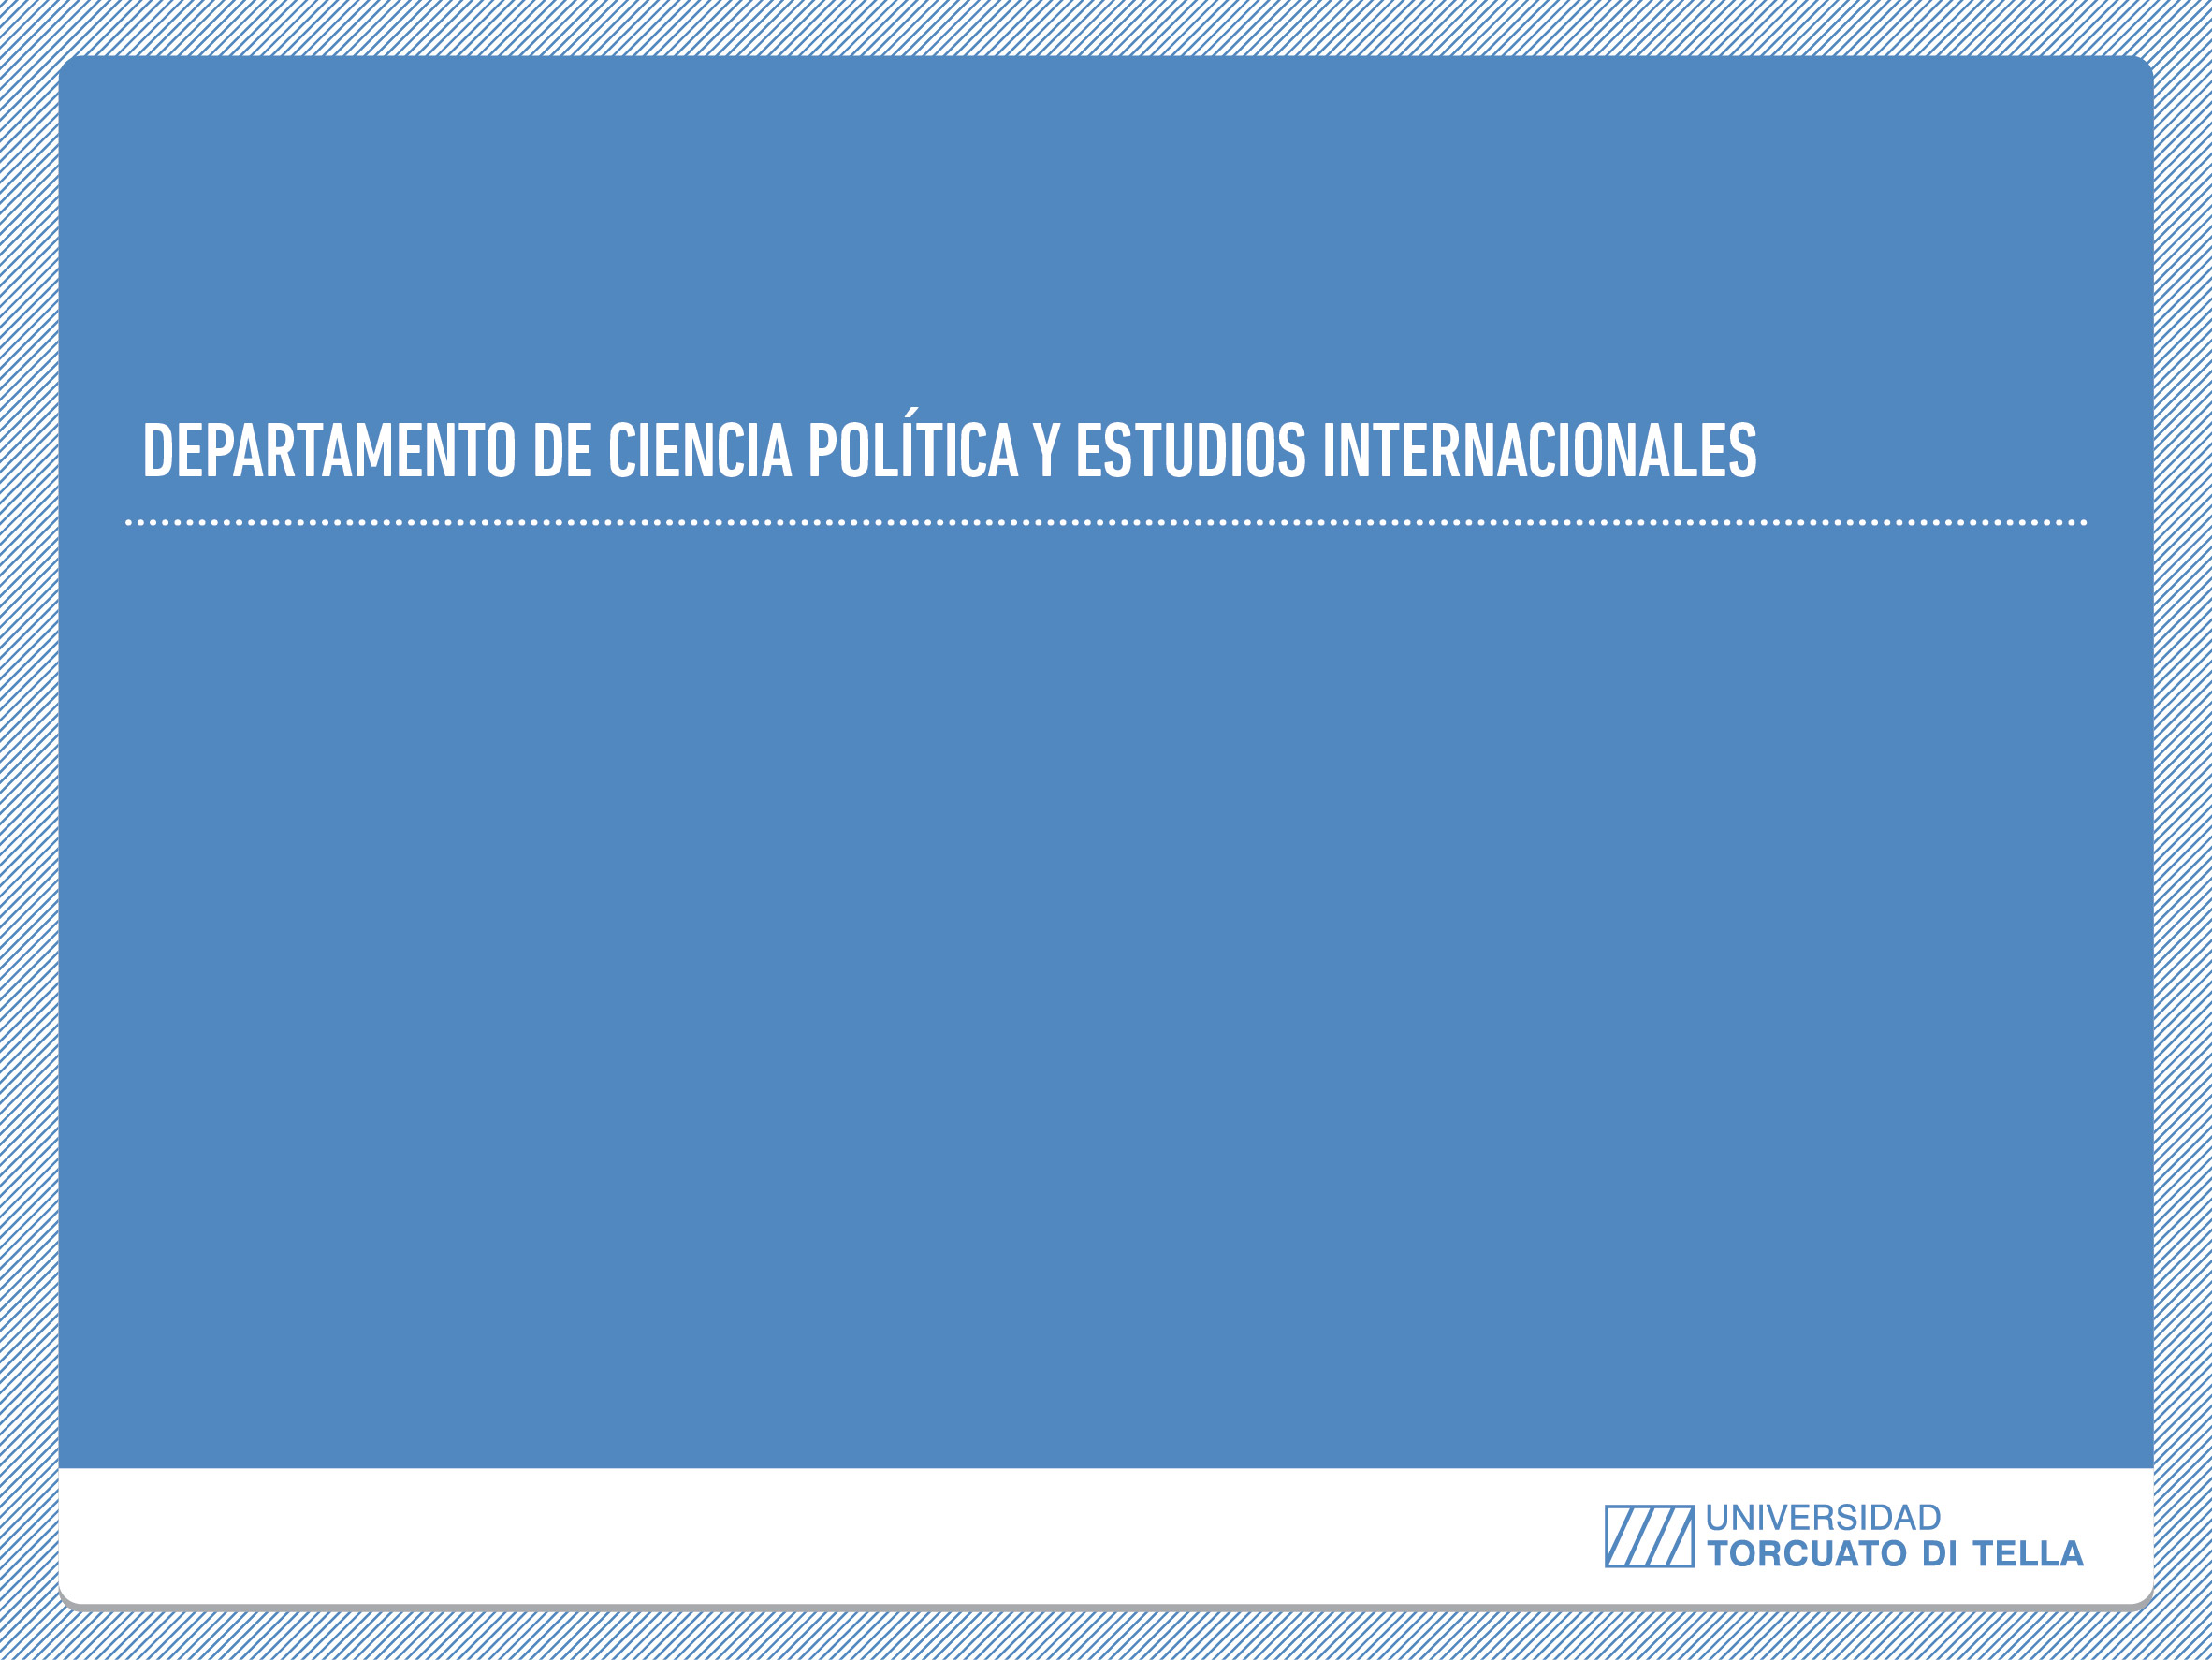 DEPARTAMENTO DE CIENCIA POLÍTICA Y ESTUDIOS INTERNACIONALES
UNIVERSIDAD
TORCUATO DI TELLA